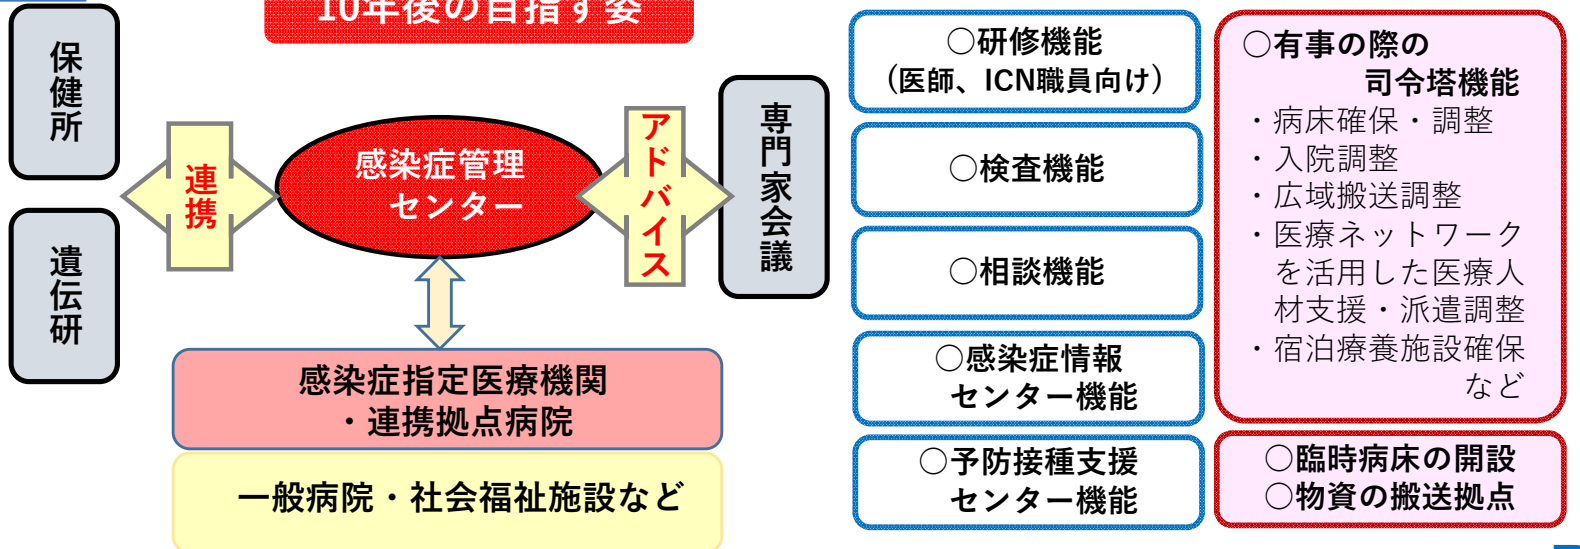 10年後の目指す姿
保健所
遺伝研
連携
感染症管理
センター
アドバイス
専門家会議
感染症指定医療機関
・連携拠点病院
一般病院・社会福祉施設など
○研修機能
(医師、ICN職員向け)
○検査機能
○相談機能
○感染症情報
センター機能
○予防接種支援
センター機能
○有事の際の
司令塔機能
・病床確保・調整
・入院調整
・広域搬送調整
・医療ネットワーク
を活用した医療人
材支援・派遣調整
・宿泊療養施設確保
など
○臨時病床の開設
○物資の搬送拠点